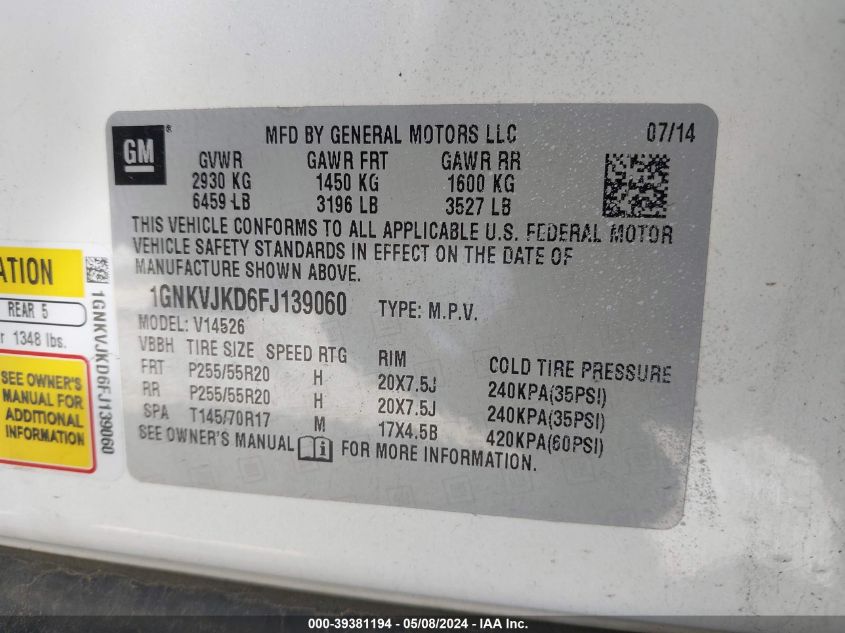 GM®
MFD BY GENERAL MOTORS LLC 07/14
GVWR GAWR FRT GAWR RR
2930 KG 1450 KG 1600 KG
6459 LB 3196 LB 3527 LB
THIS VEHICLE CONFORMS TO ALL APPLICABLE U.S. FEDERAL MOTOR
VEHICLE SAFETY STANDARDS IN EFFECT ON THE DATE OF
MANUFACTURE SHOWN ABOVE.
1GNKVJKD6FJ139060 TYPE: M.P.V.
MODEL: V14526
VBBH TIRE SIZE SPEED RTG RIM COLD TIRE PRESSURE
FRT P255/55R20 H 20X7.5J 240KPA(35PSI)
RR P255/55R20 H 20X7.5J 240KPA(35PSI)
SPA T145/70R17 M 17X4.5B 420KPA(60PSI)
SEE OWNER'S MANUAL i FOR MORE INFORMATION.
ATION
REAR 5
r 1348 lbs.
SEE OWNER'S
MANUAL FOR
ADDITIONAL
INFORMATION
1GNKVJKD6FJ139060
000-39381194 - 05/08/2024 - IAA Inc.